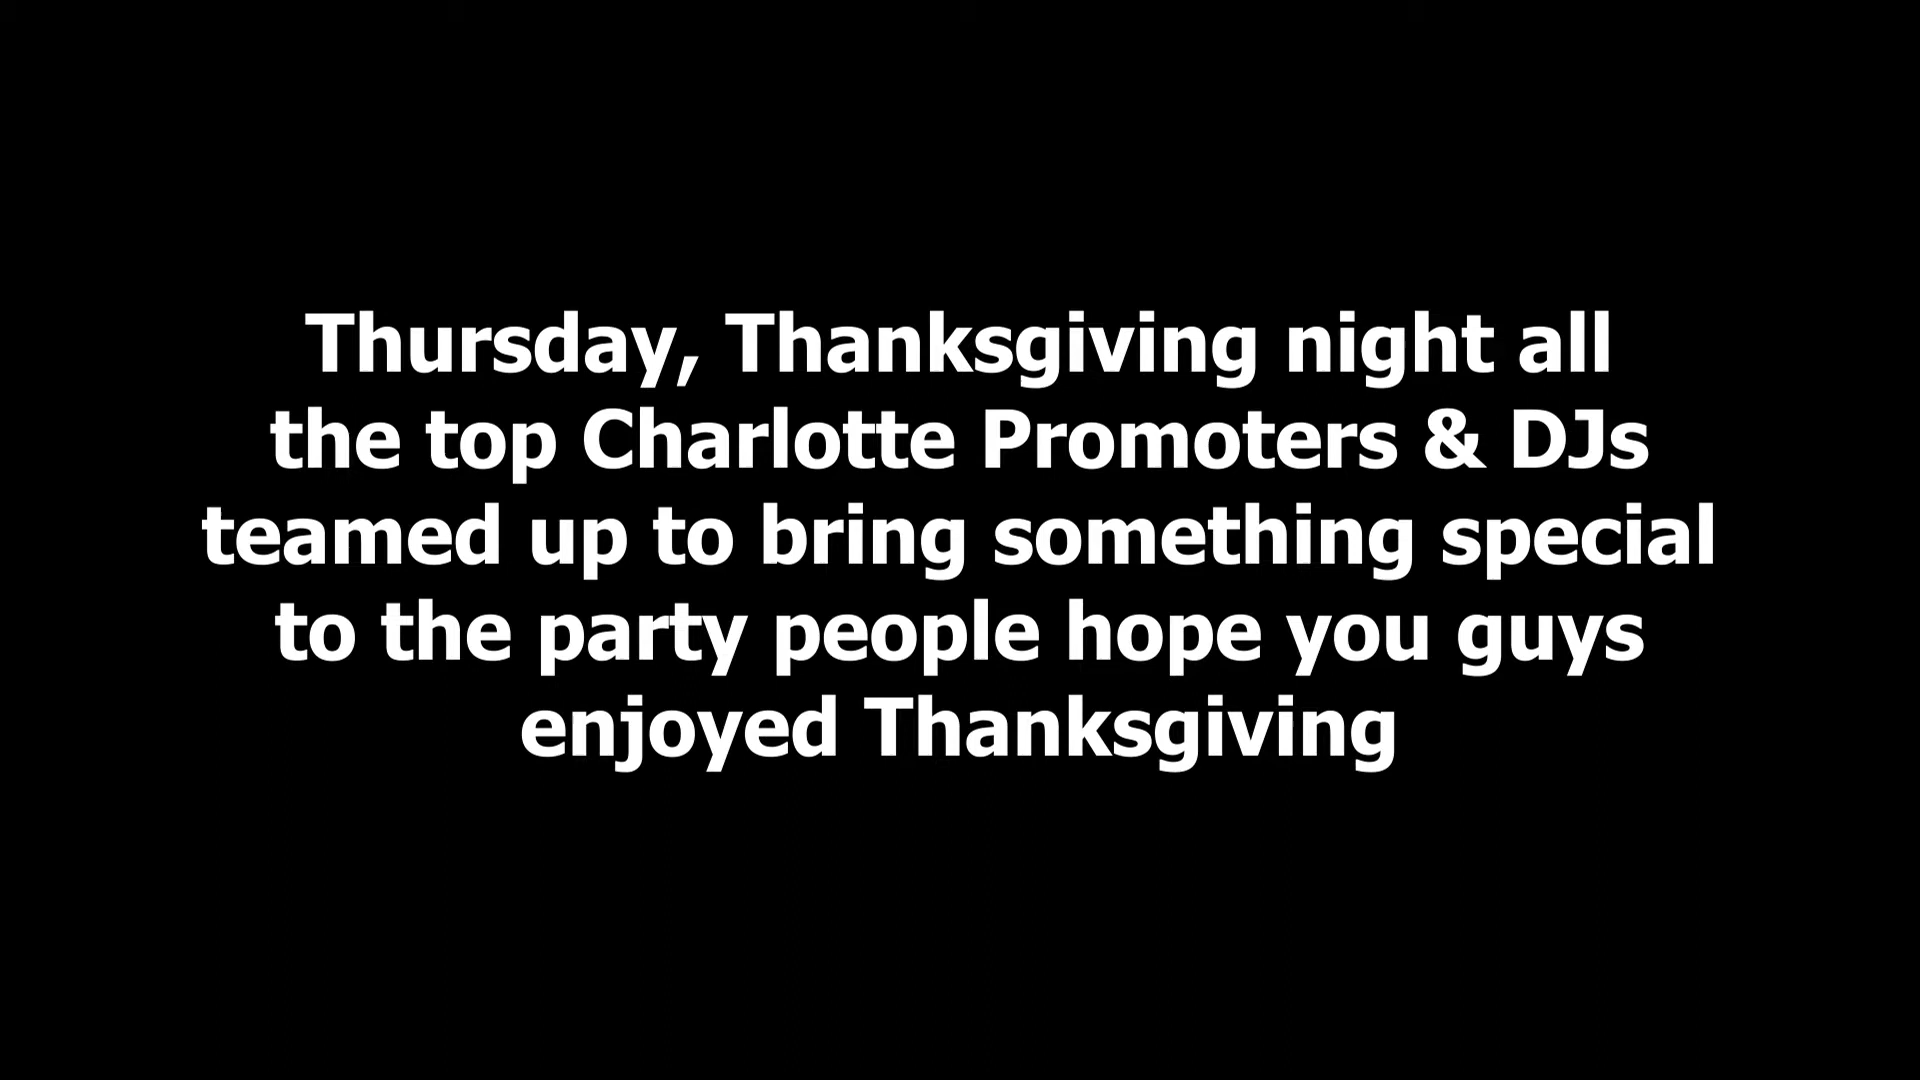 Thursday, Thanksgiving night all
the top Charlotte Promoters & DJs
teamed up to bring something special
to the party people hope you guys
enjoyed Thanksgiving